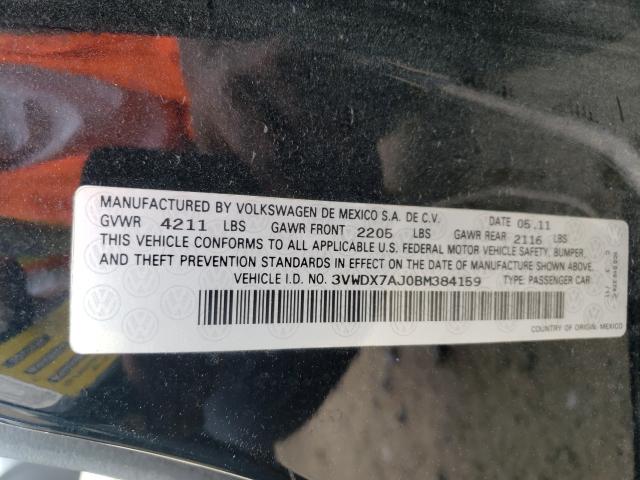 MANUFACTURED BY VOLKSWAGEN DE MEXICO S.A. DE C.V. DATE 05.11
GVWR 4211 LBS GAWR FRONT 2205 LBS GAWR REAR 2116 LBS
THIS VEHICLE CONFORMS TO ALL APPLICABLE U.S. FEDERAL MOTOR VEHICLE SAFETY, BUMPER,
AND THEFT PREVENTION STANDARDS IN EFFECT ON THE DATE OF MANUFACTURE SHOWN ABOVE.
VEHICLE I.D. NO. 3VWDX7AJ0BM384159 TYPE: PASSENGER CAR
COUNTRY OF ORIGIN: MEXICO